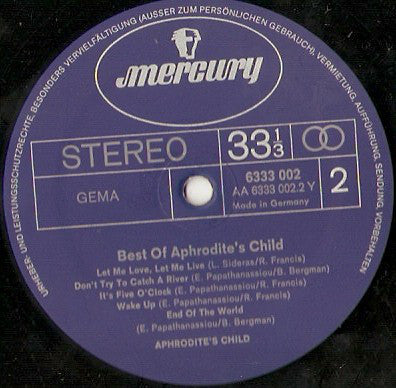 URHEBER- UND LEISTUNGSSCHUTZRECHTE, BESONDERS VERVIELFÄLTIGUNG (AUSSER ZUM PERSÖNLICHEN GEBRAUCH), VERMIETUNG, AUFFÜHRUNG, SENDUNG, VORBEHALTEN
mercury
STEREO
33 1/3
GEMA
6333 002
AA 6333 002.2 Y
Made in Germany
2
Best Of Aphrodite's Child
Let Me Love, Let Me Live (L. Sideras/R. Francis)
Don't Try To Catch A River (E. Papathanassiou/B. Bergman)
It's Five O'Clock (E. Papathanassiou/R. Francis)
Wake Up (E. Papathanassiou/R. Francis)
End Of The World
(E. Papathanassiou/B. Bergman)
APHRODITE'S CHILD